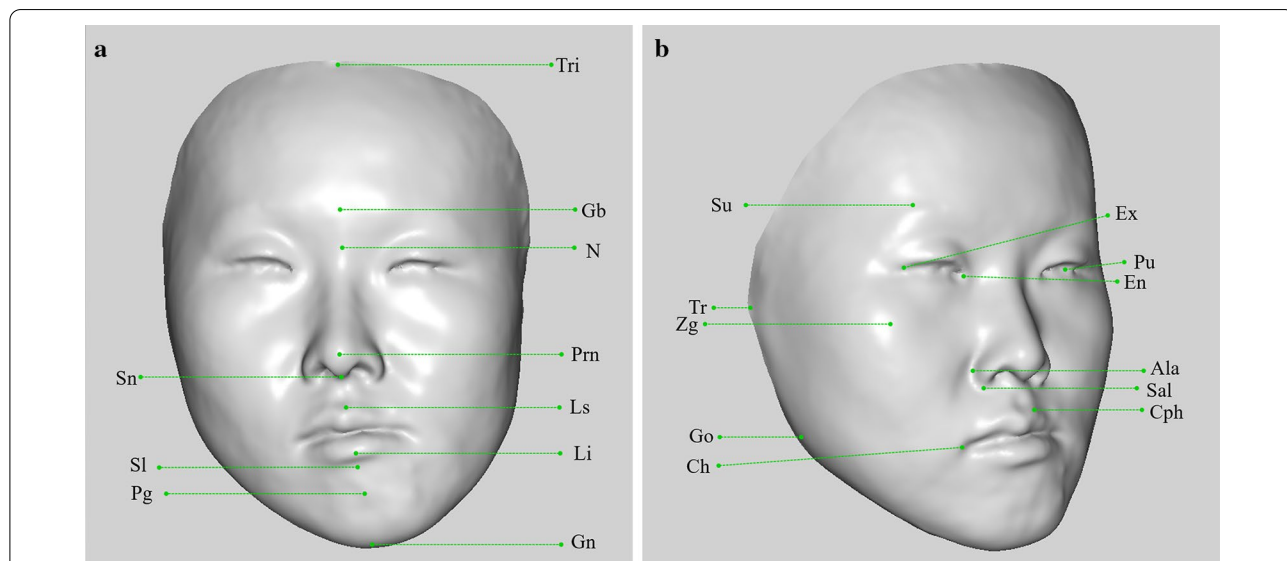 a
Tri
Gb
N
Prn
Sn
Ls
Li
Sl
Pg
Gn
b
Su
Ex
Pu
En
Tr
Zg
Ala
Sal
Cph
Go
Ch